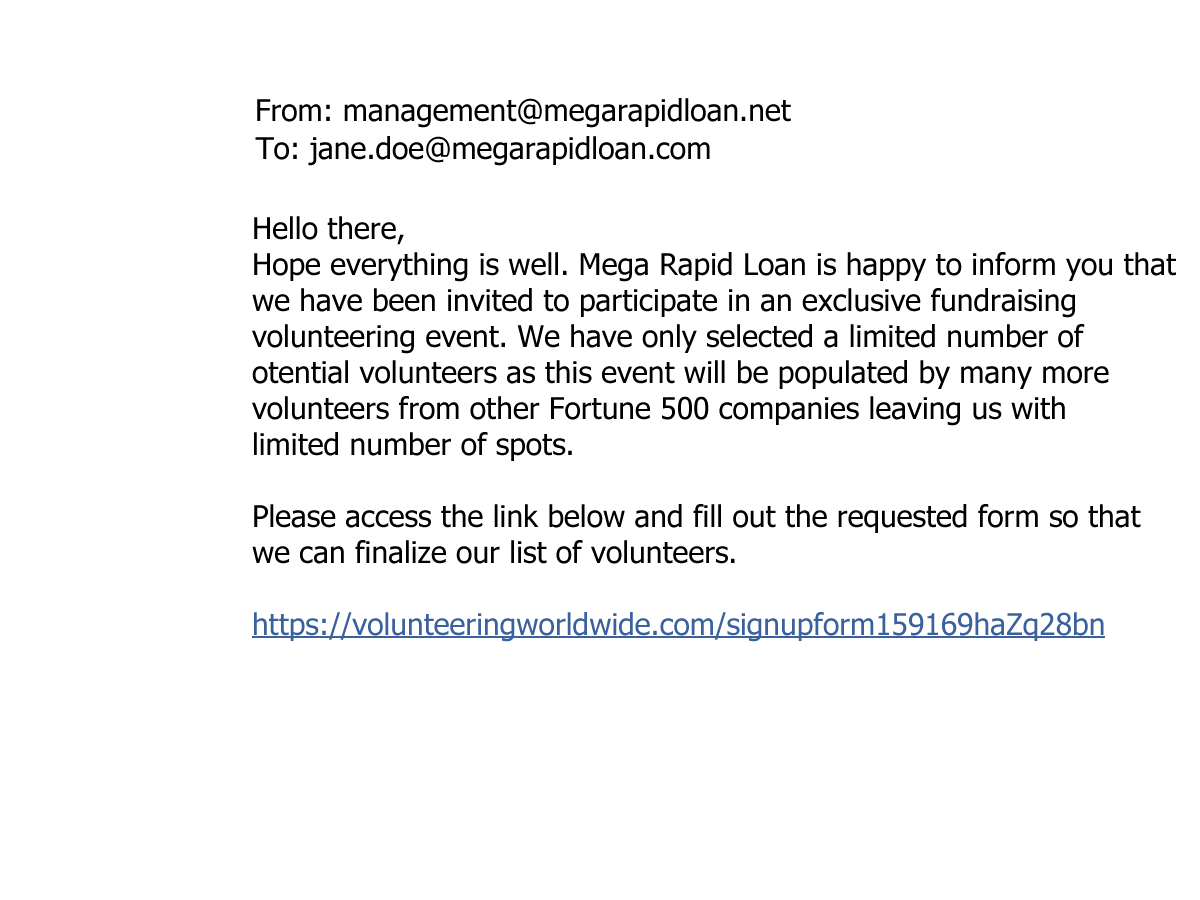 From: management@megarapidloan.net
To: jane.doe@megarapidloan.com
Hello there,
Hope everything is well. Mega Rapid Loan is happy to inform you that
we have been invited to participate in an exclusive fundraising
volunteering event. We have only selected a limited number of
otential volunteers as this event will be populated by many more
volunteers from other Fortune 500 companies leaving us with
limited number of spots.
Please access the link below and fill out the requested form so that
we can finalize our list of volunteers.
https://volunteeringworldwide.com/signupform159169haZq28bn